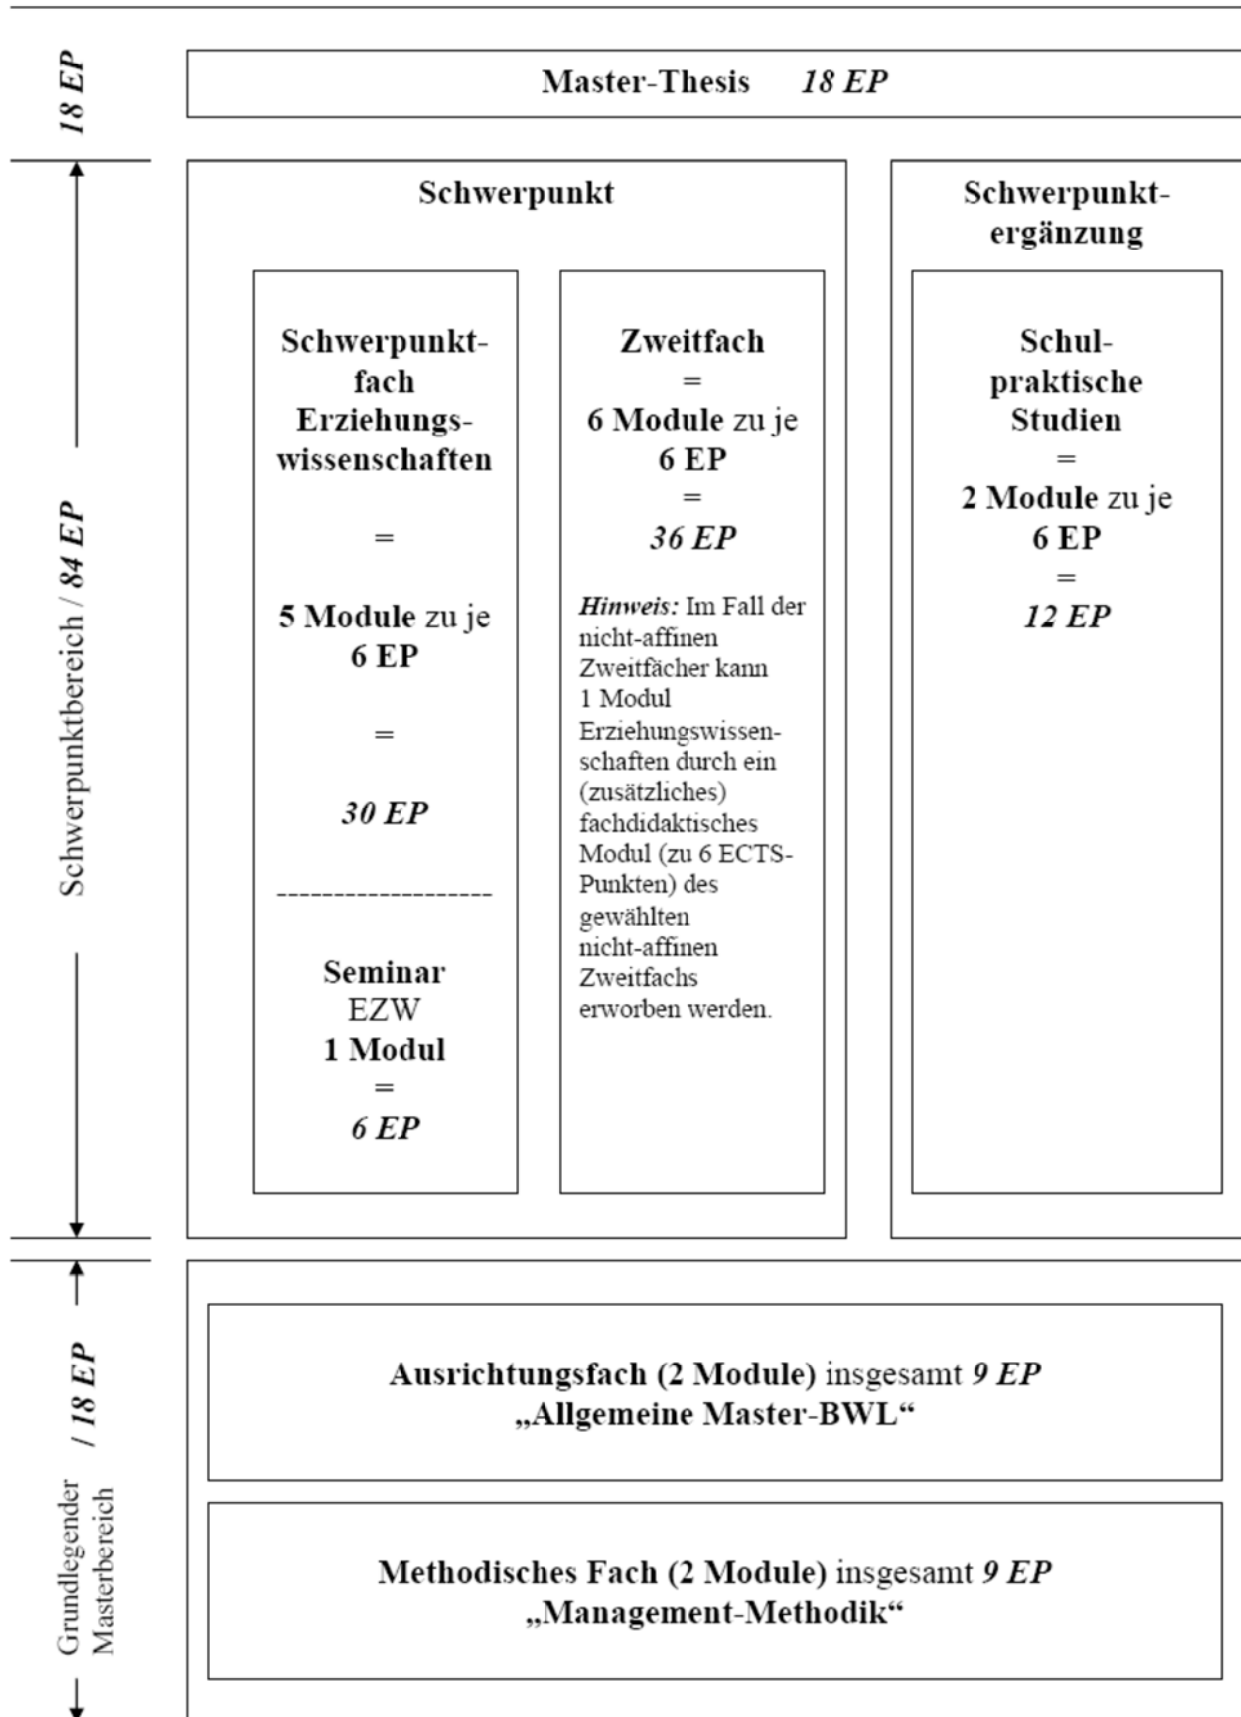 18 EP
Master-Thesis 18 EP
Schwerpunktbereich / 84 EP
Schwerpunkt
Schwerpunkt-
fach
Erziehungs-
wissenschaften
=
5 Module zu je
6 EP
=
30 EP
-------------------
Seminar
EZW
1 Modul
=
6 EP
Zweitfach
=
6 Module zu je
6 EP
=
36 EP
Hinweis: Im Fall der
nicht-affinen
Zweitfächer kann
1 Modul
Erziehungswissen-
schaften durch ein
(zusätzliches)
fachdidaktisches
Modul (zu 6 ECTS-
Punkten) des
gewählten
nicht-affinen
Zweitfachs
erworben werden.
Schwerpunkt-
ergänzung
Schul-
praktische
Studien
=
2 Module zu je
6 EP
=
12 EP
Grundlegender
Masterbereich
/ 18 EP
Ausrichtungsfach (2 Module) insgesamt 9 EP
„Allgemeine Master-BWL“
Methodisches Fach (2 Module) insgesamt 9 EP
„Management-Methodik“